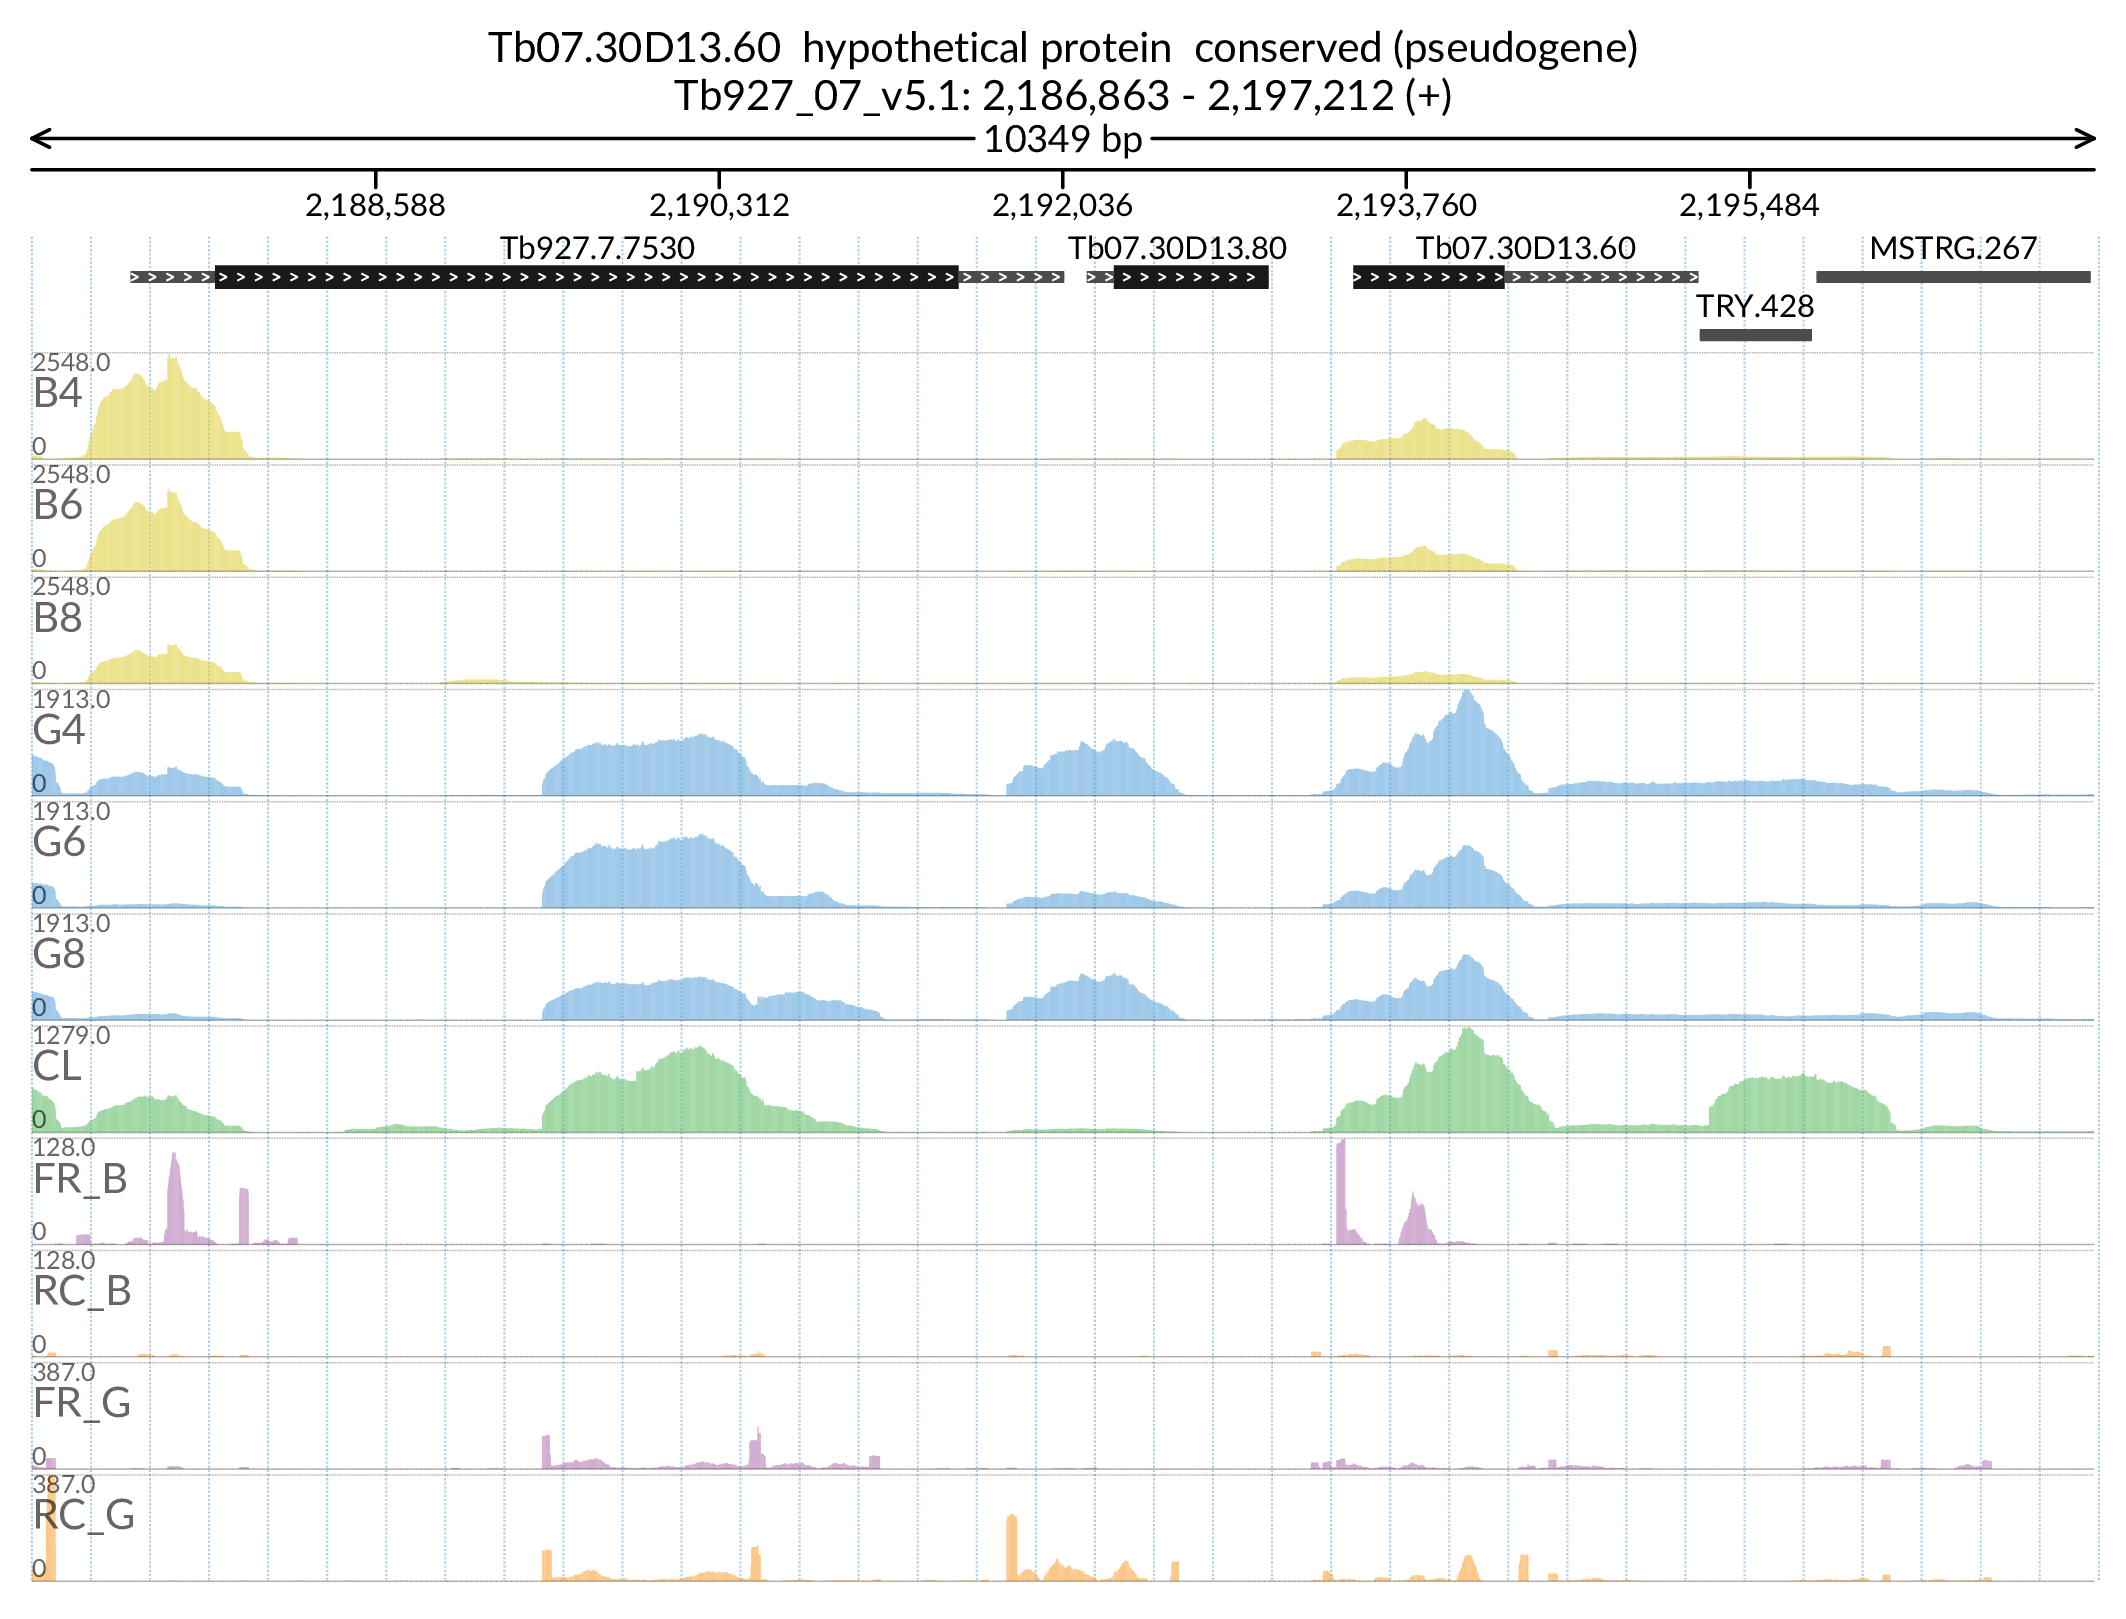 Tb07.30D13.60 hypothetical protein conserved (pseudogene)
Tb927_07_v5.1: 2,186,863 - 2,197,212 (+)
10349 bp
2,188,588 2,190,312 2,192,036 2,193,760 2,195,484
Tb927.7.7530 Tb07.30D13.80 Tb07.30D13.60 MSTRG.267
TRY.428
2548.0
B4
0
2548.0
B6
0
2548.0
B8
0
1913.0
G4
0
1913.0
G6
0
1913.0
G8
0
1279.0
CL
0
128.0
FR_B
0
128.0
RC_B
0
387.0
FR_G
0
387.0
RC_G
0